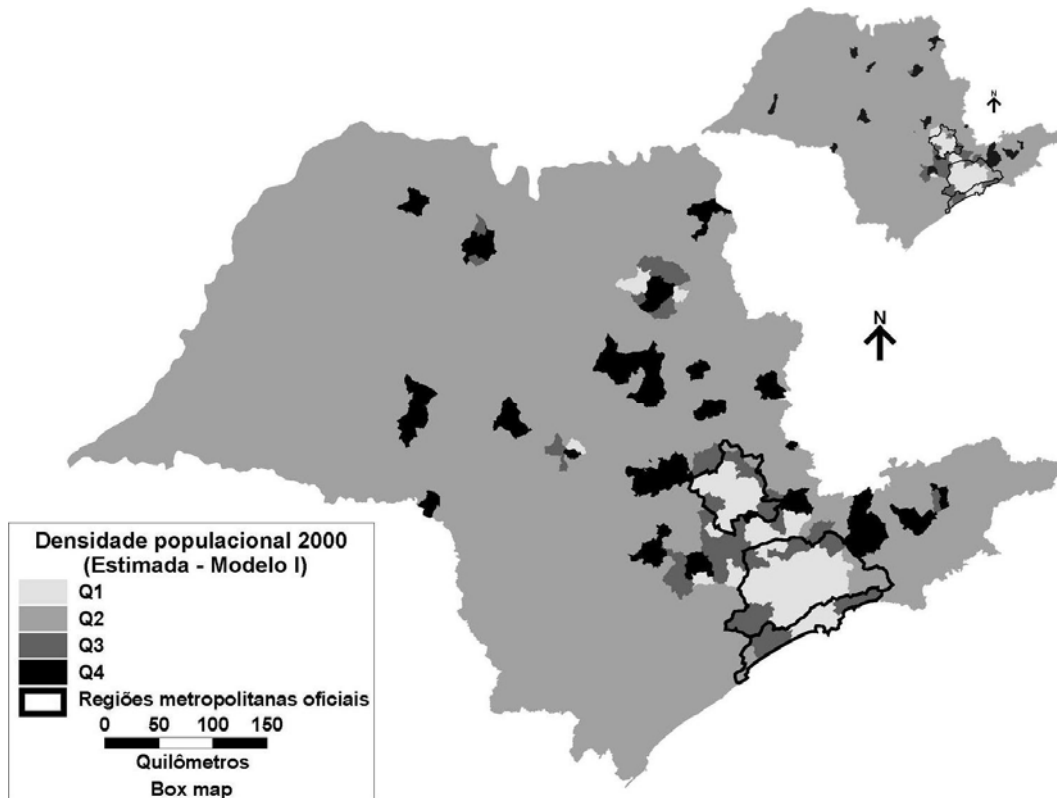 N
N
Densidade populacional 2000
(Estimada - Modelo I)
Q1
Q2
Q3
Q4
Regiões metropolitanas oficiais
0 50 100 150
Quilômetros
Box map